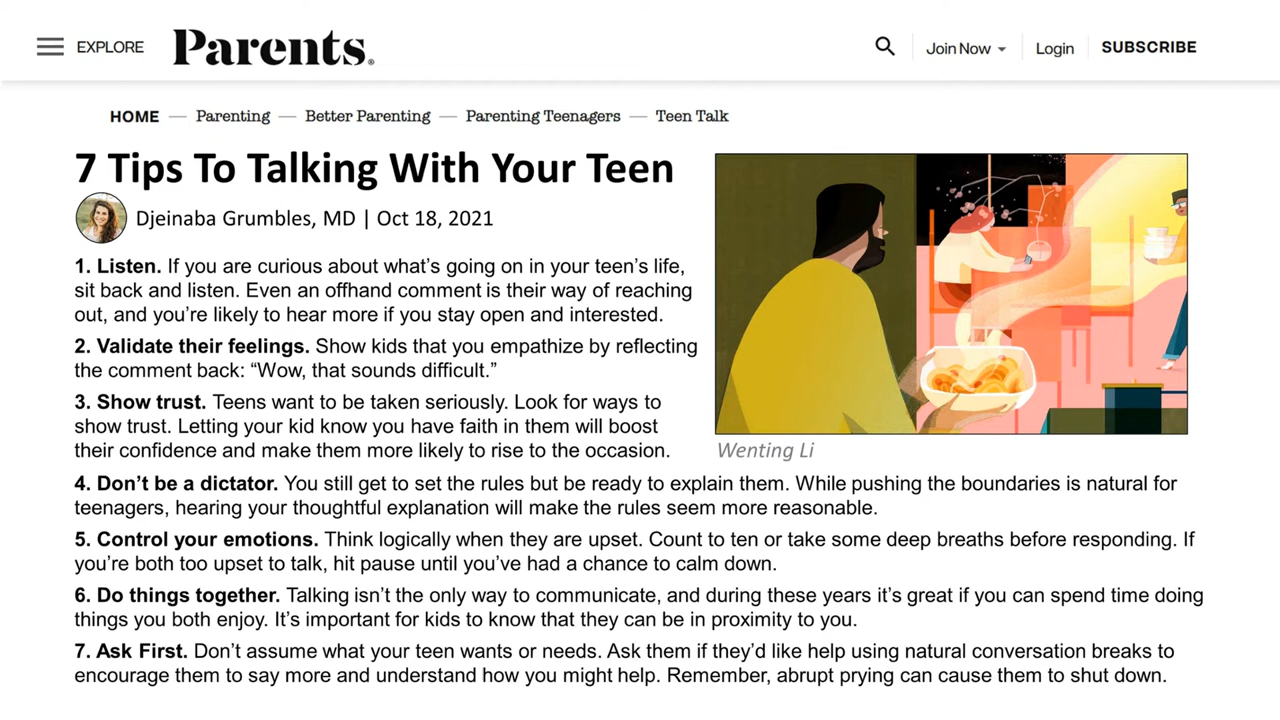 EXPLORE
Parents.
Join Now
Login
SUBSCRIBE
HOME — Parenting — Better Parenting — Parenting Teenagers — Teen Talk
7 Tips To Talking With Your Teen
Djeinaba Grumbles, MD | Oct 18, 2021
1. Listen. If you are curious about what’s going on in your teen’s life,
sit back and listen. Even an offhand comment is their way of reaching
out, and you’re likely to hear more if you stay open and interested.
2. Validate their feelings. Show kids that you empathize by reflecting
the comment back: “Wow, that sounds difficult.”
3. Show trust. Teens want to be taken seriously. Look for ways to
show trust. Letting your kid know you have faith in them will boost
their confidence and make them more likely to rise to the occasion.
Wenting Li
4. Don’t be a dictator. You still get to set the rules but be ready to explain them. While pushing the boundaries is natural for
teenagers, hearing your thoughtful explanation will make the rules seem more reasonable.
5. Control your emotions. Think logically when they are upset. Count to ten or take some deep breaths before responding. If
you’re both too upset to talk, hit pause until you’ve had a chance to calm down.
6. Do things together. Talking isn’t the only way to communicate, and during these years it’s great if you can spend time doing
things you both enjoy. It’s important for kids to know that they can be in proximity to you.
7. Ask First. Don’t assume what your teen wants or needs. Ask them if they’d like help using natural conversation breaks to
encourage them to say more and understand how you might help. Remember, abrupt prying can cause them to shut down.